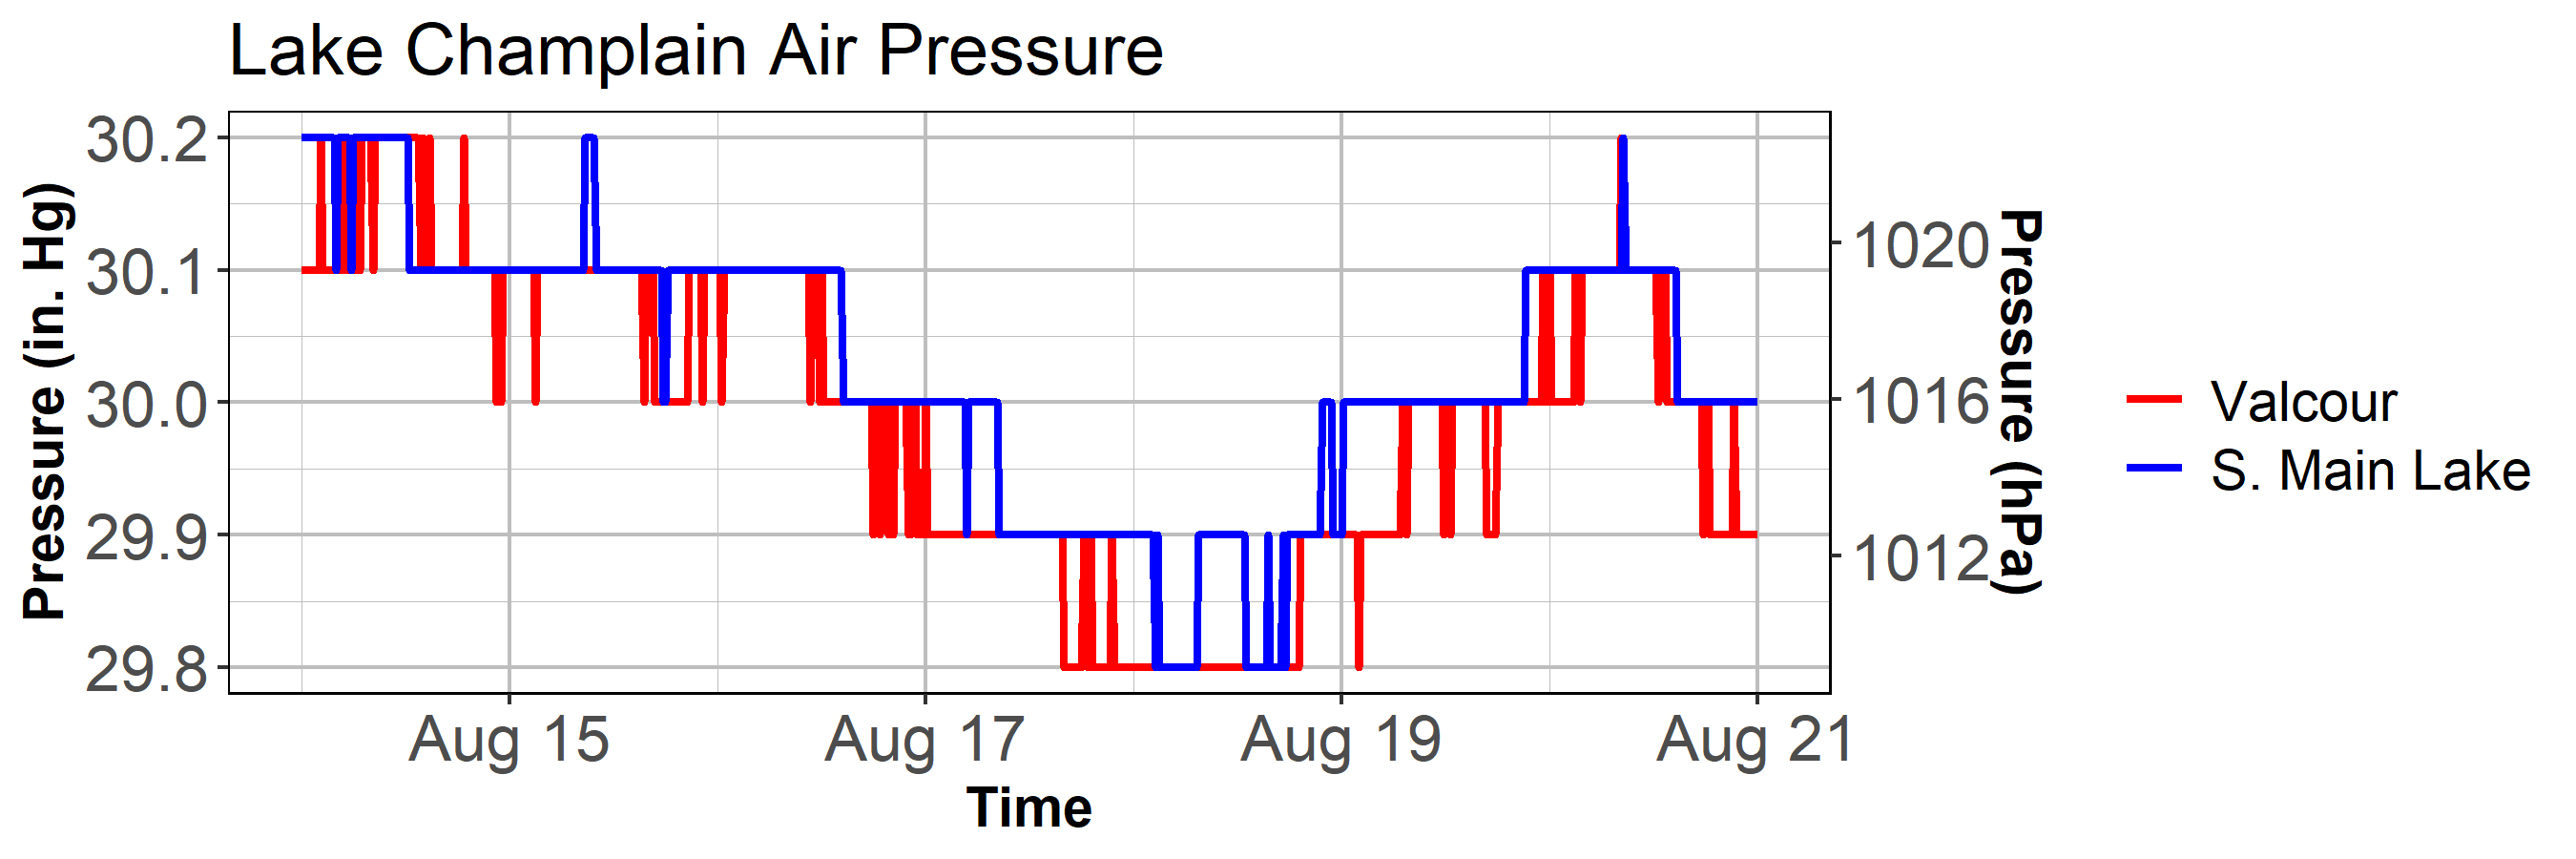 Lake Champlain Air Pressure
Pressure (in. Hg)
30.2
30.1
30.0
29.9
29.8
Aug 15
Aug 17
Aug 19
Aug 21
Time
1020
1016
1012
Pressure (hPa)
Valcour
S. Main Lake